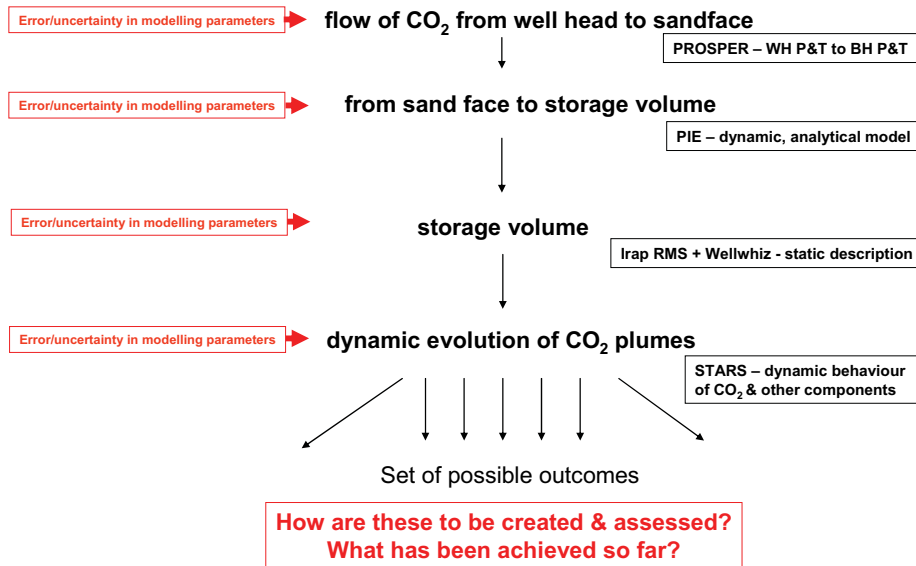 Error/uncertainty in modelling parameters
flow of CO₂ from well head to sandface
PROSPER – WH P&T to BH P&T
Error/uncertainty in modelling parameters
from sand face to storage volume
PIE – dynamic, analytical model
Error/uncertainty in modelling parameters
storage volume
Irap RMS + Wellwhiz - static description
Error/uncertainty in modelling parameters
dynamic evolution of CO₂ plumes
STARS – dynamic behaviour
of CO₂ & other components
Set of possible outcomes
How are these to be created & assessed?
What has been achieved so far?